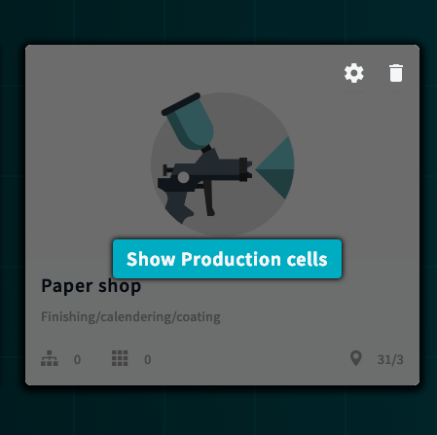 Show Production cells
Paper shop
Finishing/calendering/coating
0 0 31/3